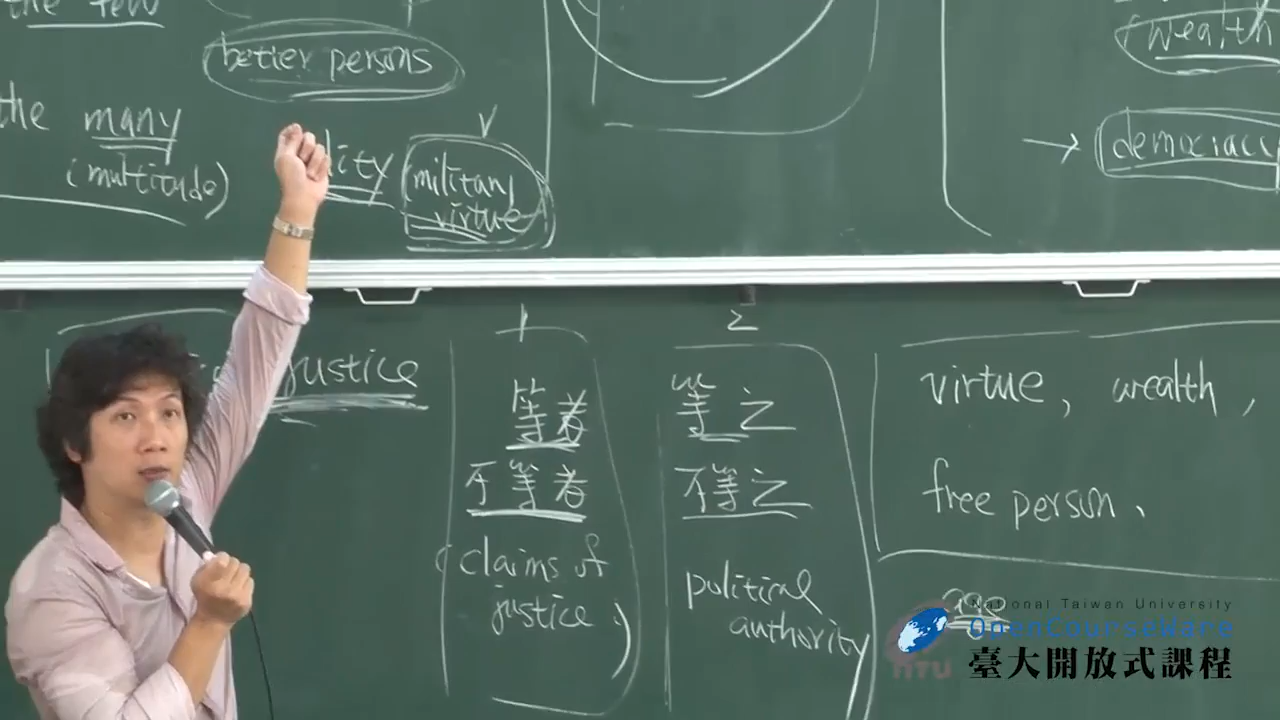 the few
better persons
the many
(multitude)
military
virtue
wealth
democracy
justice
1
等者
不等者
(claims of
justice)
2
等之
不等之
political
authority
virtue, wealth,
free person、
age
National Taiwan University
OpenCourseWare
臺大開放式課程
NTU